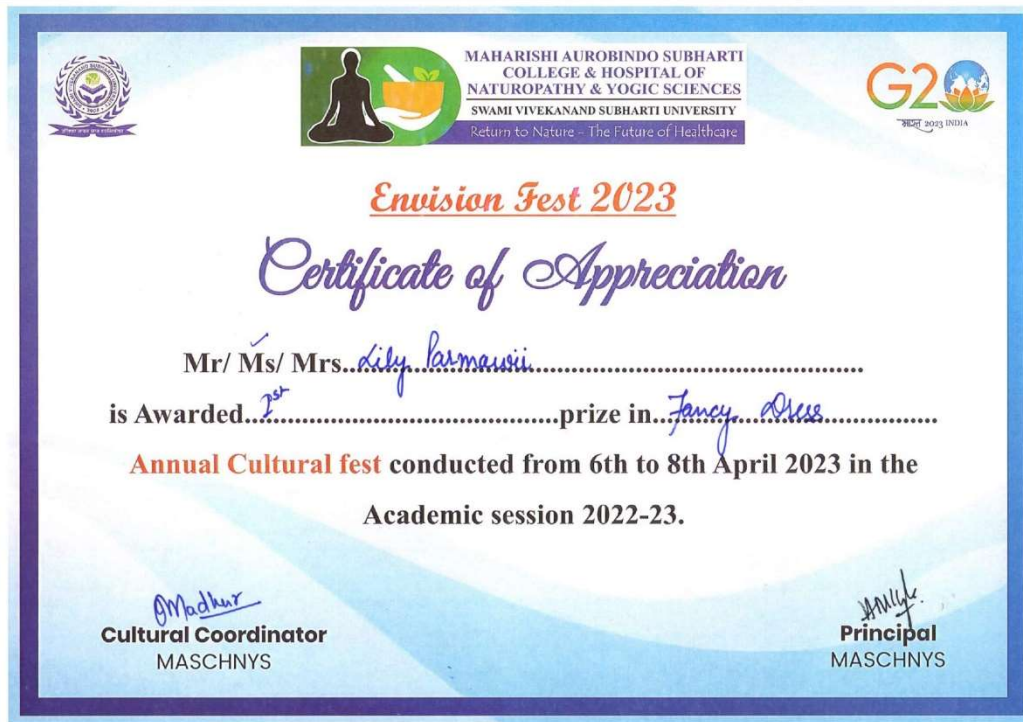 MAHARISHI AUROBINDO SUBHARTI
COLLEGE & HOSPITAL OF
NATUROPATHY & YOGIC SCIENCES
SWAMI VIVEKANAND SUBHARTI UNIVERSITY
Return to Nature - The Future of Healthcare
G20
भारत 2023 INDIA
Envision Fest 2023
Certificate of Appreciation
Mr/ Ms/ Mrs..Lily Parmawii..........
is Awarded..1st..........prize in..Fancy Dress..........
Annual Cultural fest conducted from 6th to 8th April 2023 in the
Academic session 2022-23.
Madhur
Cultural Coordinator
MASCHNYS
Principal
MASCHNYS